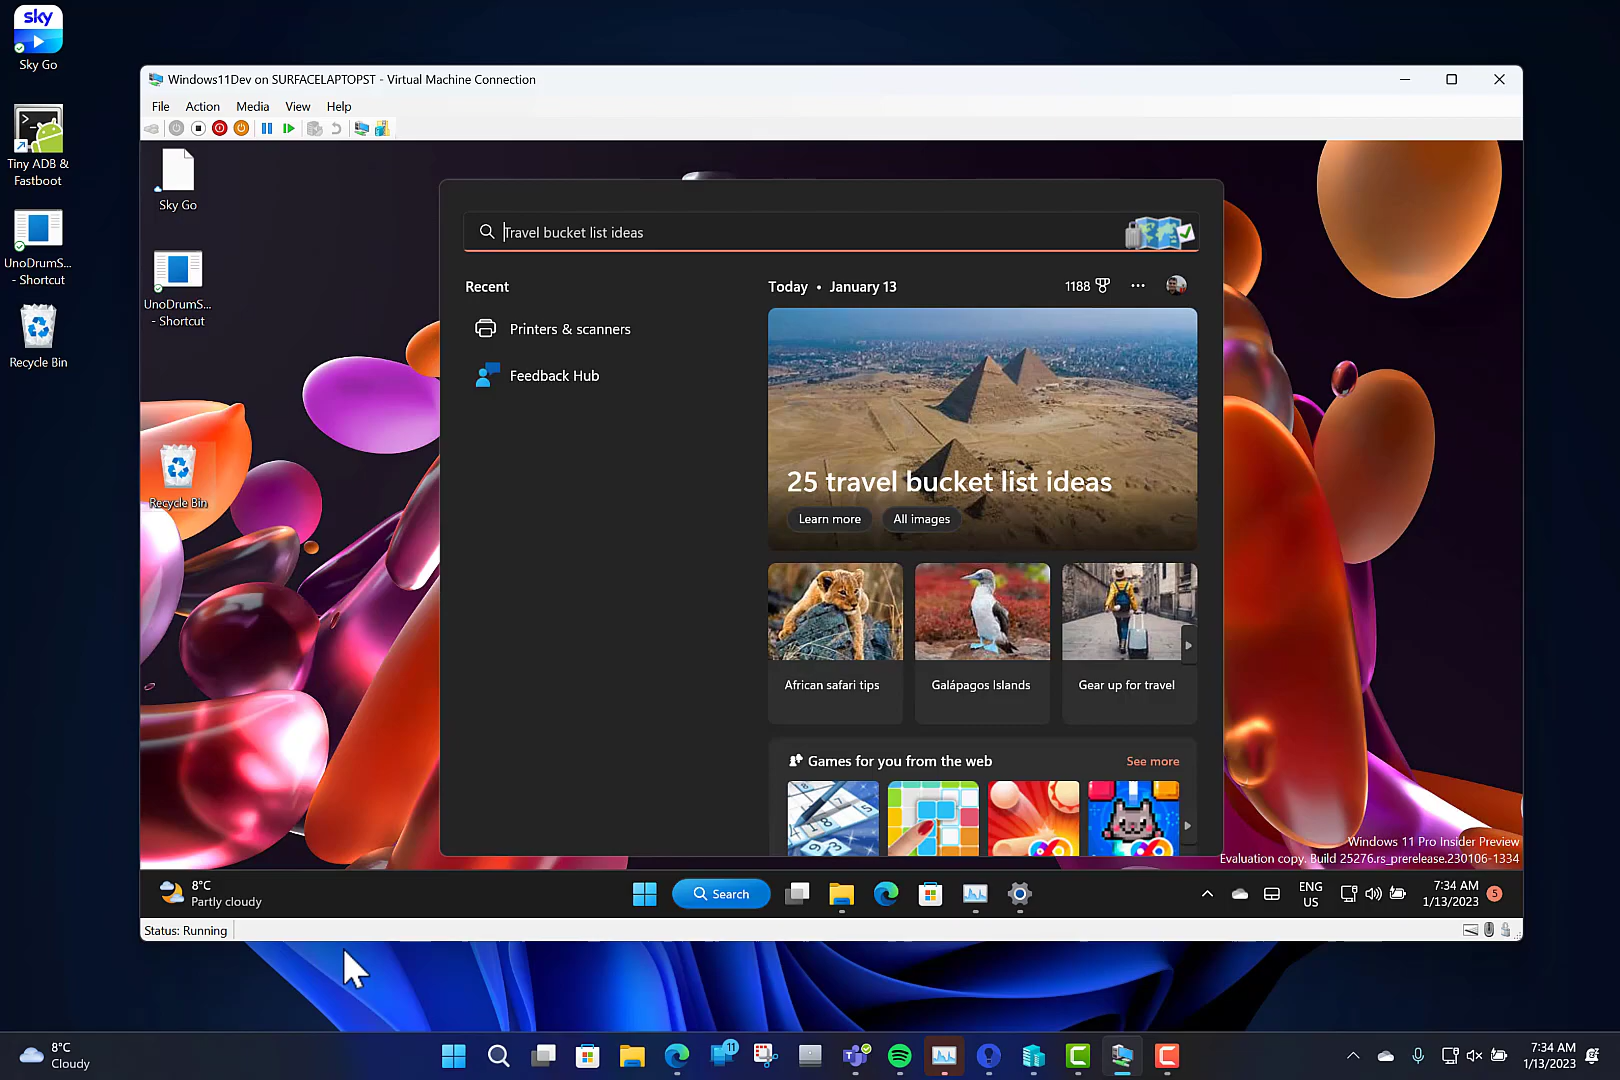 sky
Sky Go
Tiny ADB &
Fastboot
UnoDrumS...
- Shortcut
Recycle Bin
Windows11Dev on SURFACELAPTOPST - Virtual Machine Connection
File Action Media View Help
Sky Go
UnoDrumS...
- Shortcut
Recycle Bin
Travel bucket list ideas
Recent
Printers & scanners
Feedback Hub
Today • January 13
1188
25 travel bucket list ideas
Learn more
All images
African safari tips
Galápagos Islands
Gear up for travel
Games for you from the web
See more
Windows 11 Pro Insider Preview
Evaluation copy. Build 25276.rs_prerelease.230106-1334
8°C
Partly cloudy
Search
ENG
US
7:34 AM
1/13/2023
5
Status: Running
8°C
Cloudy
11
7:34 AM
1/13/2023